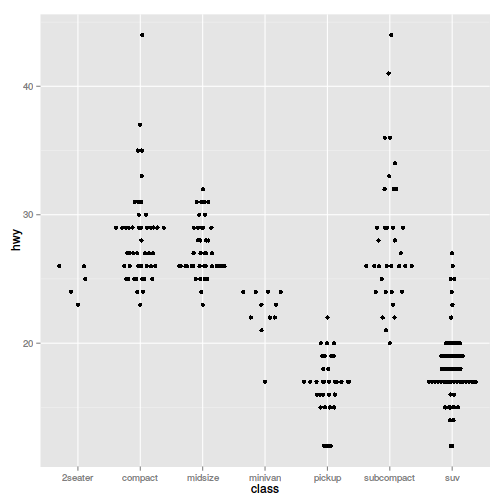 hwy
40
30
20
2seater compact midsize minivan pickup subcompact suv
class